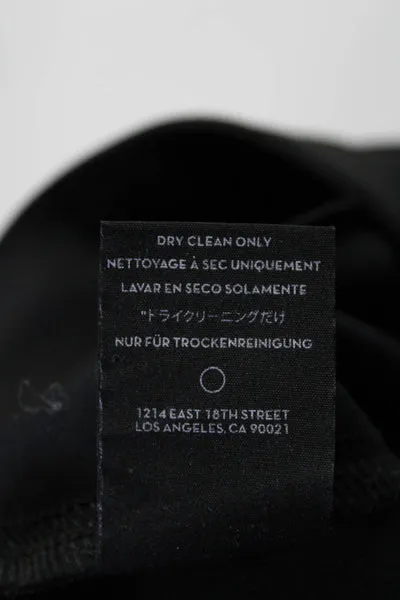 DRY CLEAN ONLY
NETTOYAGE À SEC UNIQUEMENT
LAVAR EN SECO SOLAMENTE
"ドライクリーニングだけ
NUR FÜR TROCKENREINIGUNG
1214 EAST 18TH STREET
LOS ANGELES, CA 90021